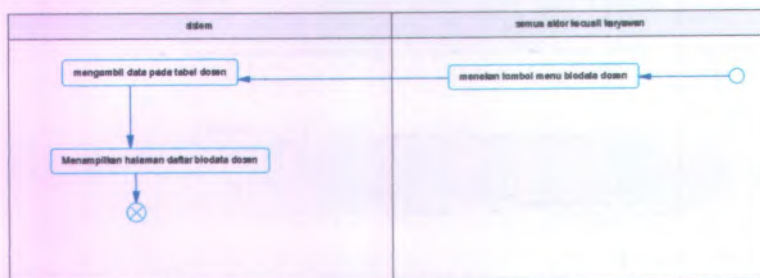 sistem
semua aktor kecuali karyawan
mengambil data pada tabel dosen
menekan tombol menu biodata dosen
Menampilkan halaman daftar biodata dosen